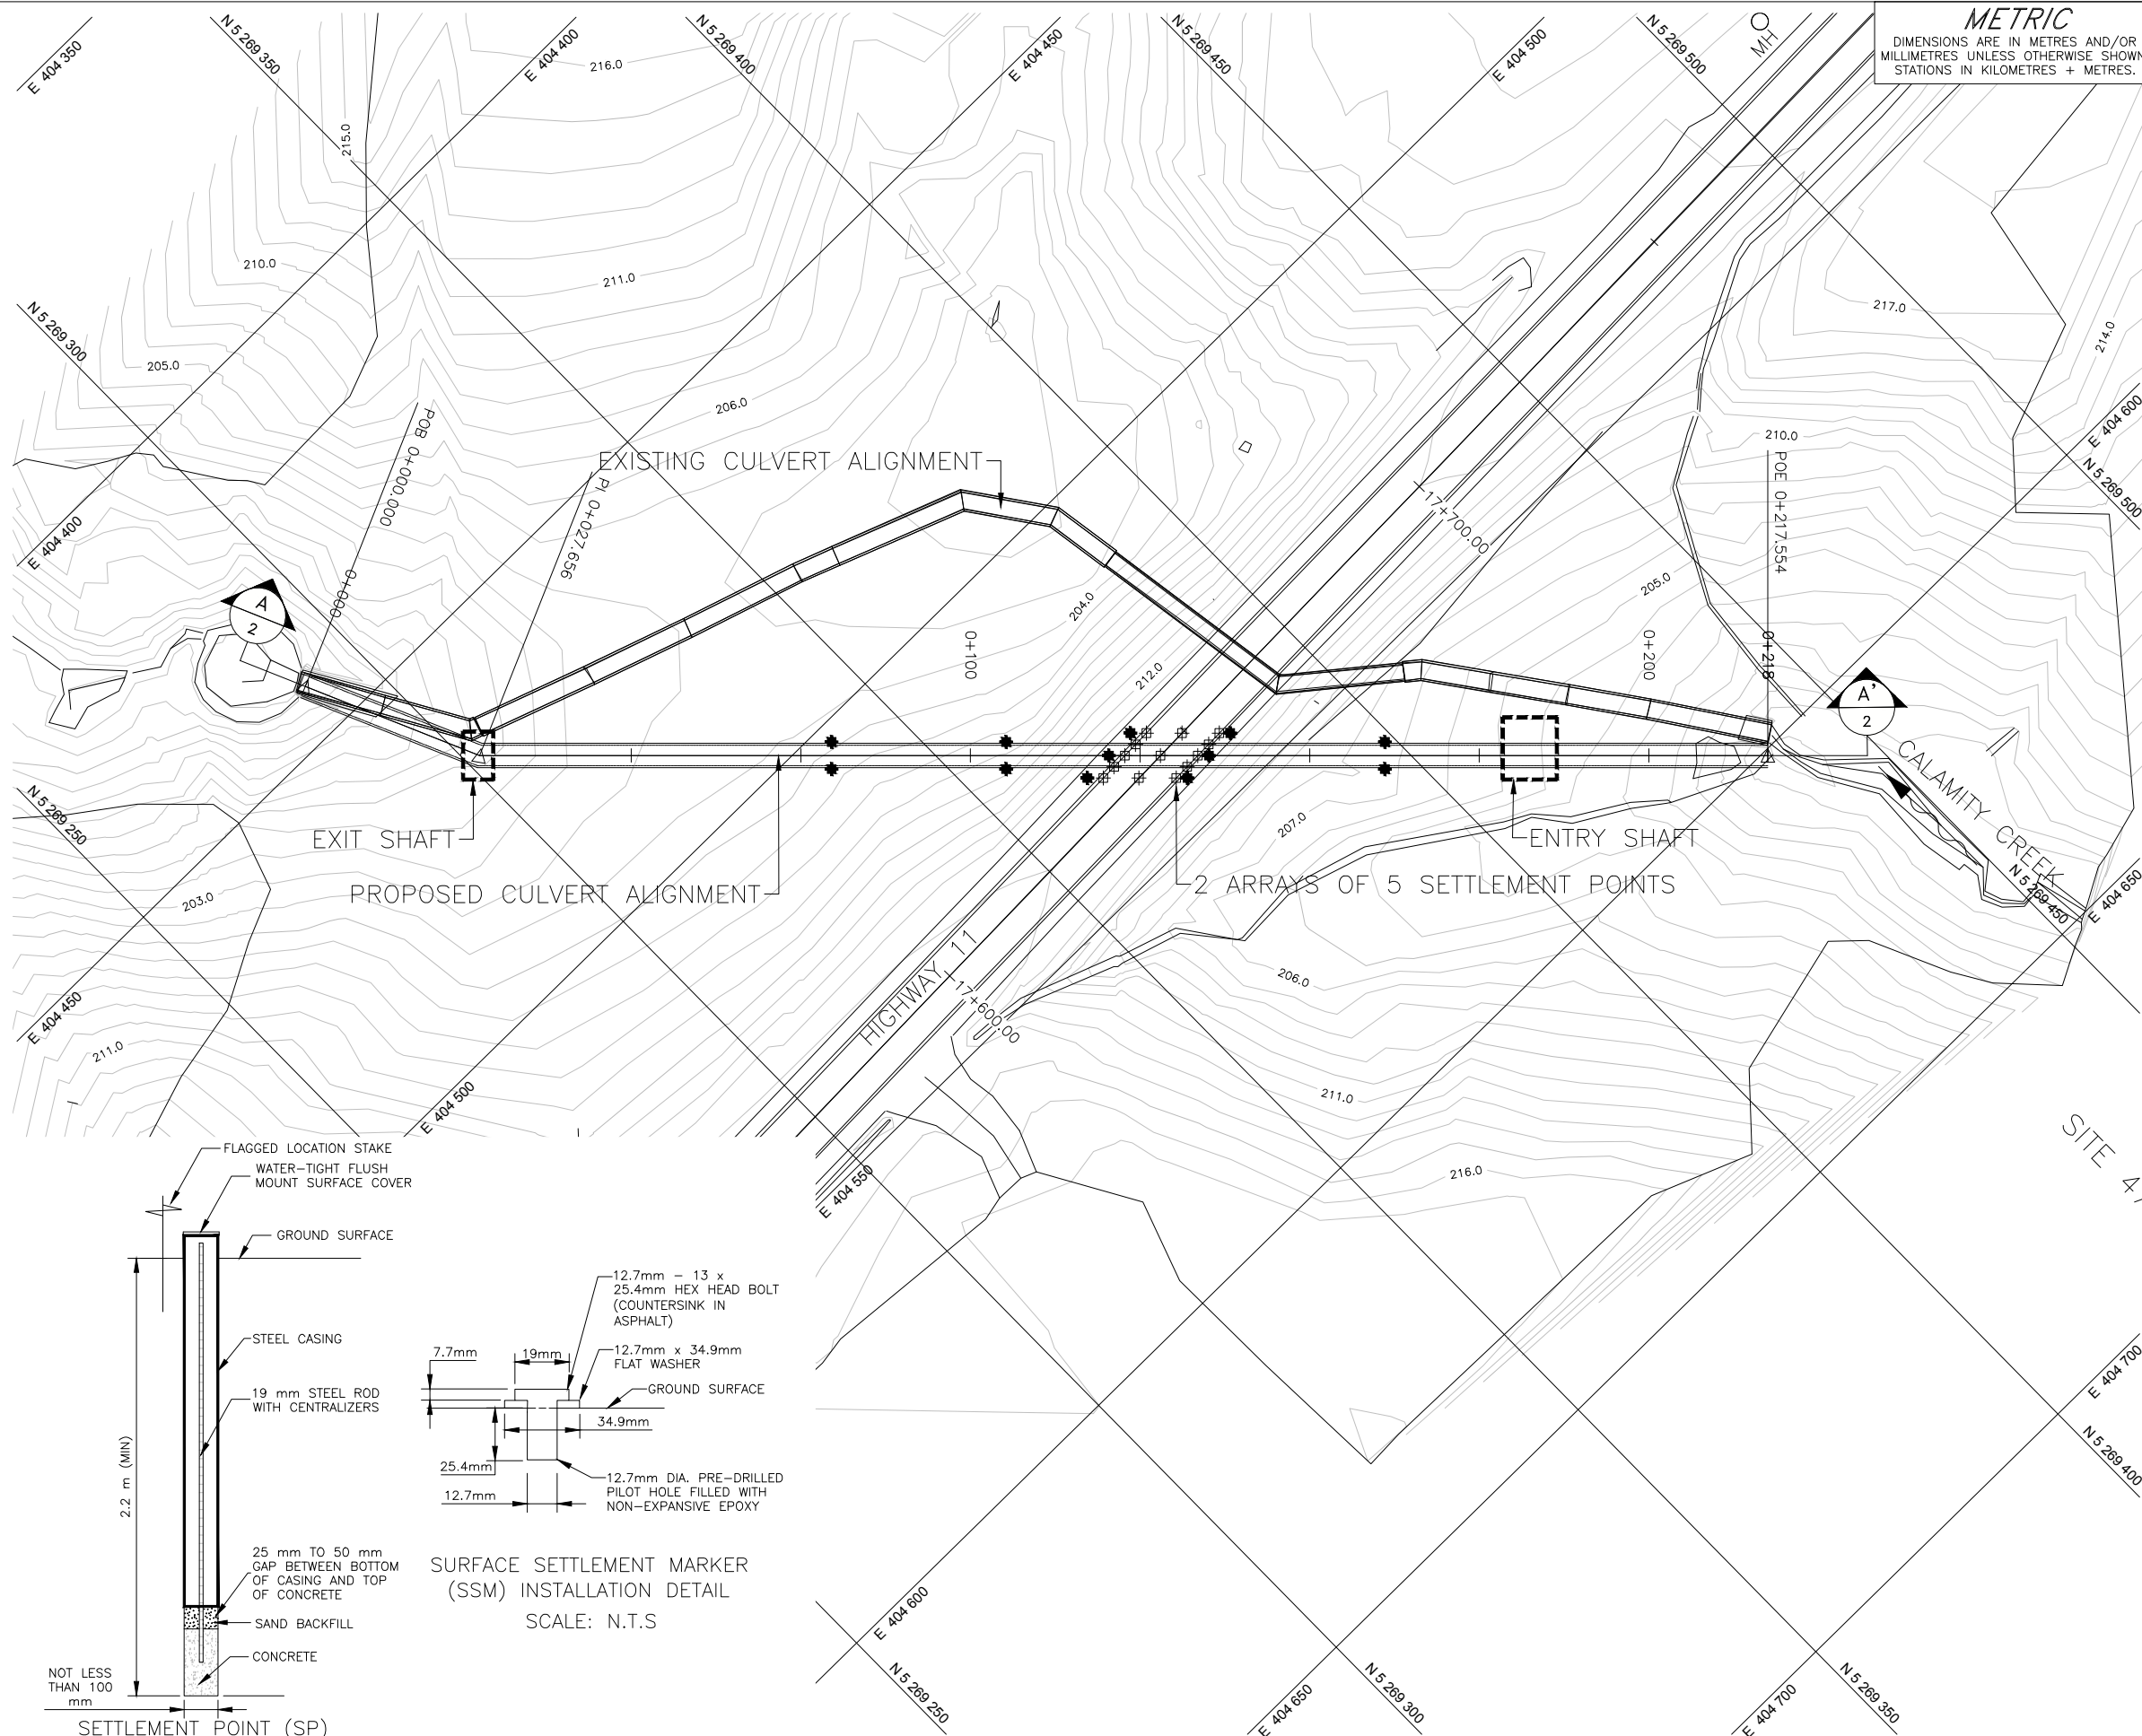 METRIC
DIMENSIONS ARE IN METRES AND/OR
MILLIMETRES UNLESS OTHERWISE SHOWN
STATIONS IN KILOMETRES + METRES.
E 404 350
N 5 269 350
E 404 400
N 5 269 400
E 404 450
N 5 269 450
E 404 500
N 5 269 500
MH
216.0
215.0
210.0
211.0
217.0
214.0
N 5 269 300
205.0
206.0
E 404 600
210.0
N 5 269 500
POB 0+000.000
0+000
PI 0+027.656
EXISTING CULVERT ALIGNMENT
17+700.00
POE 0+217.554
0+218
E 404 400
A
2
204.0
205.0
0+100
212.0
0+200
A'
2
CALAMITY CREEK
N 5 269 250
EXIT SHAFT
207.0
ENTRY SHAFT
PROPOSED CULVERT ALIGNMENT
2 ARRAYS OF 5 SETTLEMENT POINTS
N 5 269 450
E 404 650
203.0
HIGHWAY 11
17+600.00
206.0
E 404 450
211.0
211.0
E 404 500
216.0
E 404 550
SITE
FLAGGED LOCATION STAKE
WATER-TIGHT FLUSH
MOUNT SURFACE COVER
GROUND SURFACE
STEEL CASING
19 mm STEEL ROD
WITH CENTRALIZERS
2.2 m (MIN)
25 mm TO 50 mm
GAP BETWEEN BOTTOM
OF CASING AND TOP
OF CONCRETE
SAND BACKFILL
CONCRETE
NOT LESS
THAN 100
mm
SETTLEMENT POINT (SP)
12.7mm - 13 x
25.4mm HEX HEAD BOLT
(COUNTERSINK IN
ASPHALT)
7.7mm
19mm
12.7mm x 34.9mm
FLAT WASHER
GROUND SURFACE
34.9mm
25.4mm
12.7mm
12.7mm DIA. PRE-DRILLED
PILOT HOLE FILLED WITH
NON-EXPANSIVE EPOXY
SURFACE SETTLEMENT MARKER
(SSM) INSTALLATION DETAIL
SCALE: N.T.S
E 404 700
N 5 269 400
E 404 600
N 5 269 250
E 404 650
N 5 269 300
E 404 700
N 5 269 350